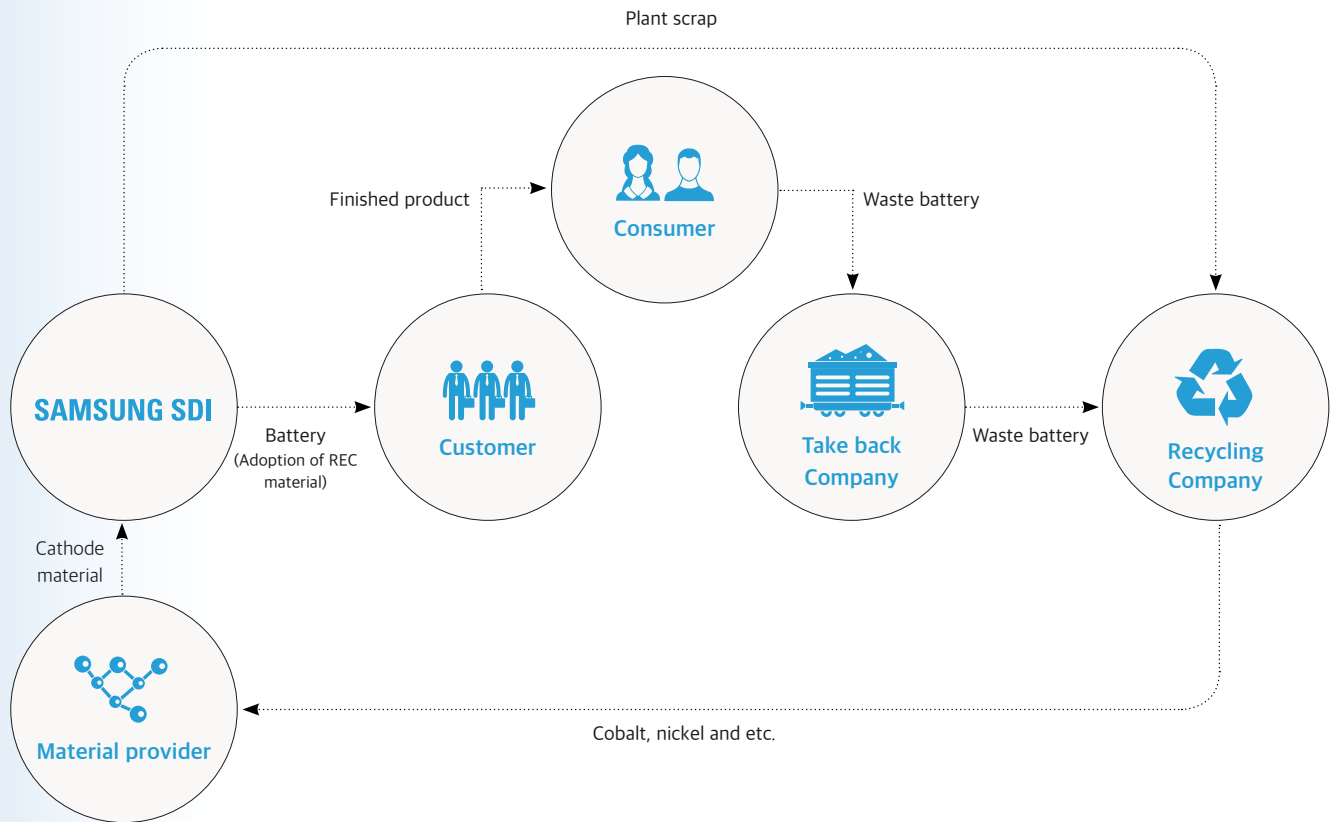 Plant scrap
Consumer
Finished product
Waste battery
SAMSUNG SDI
Battery
(Adoption of REC
material)
Customer
Take back
Company
Waste battery
Recycling
Company
Cathode
material
Material provider
Cobalt, nickel and etc.